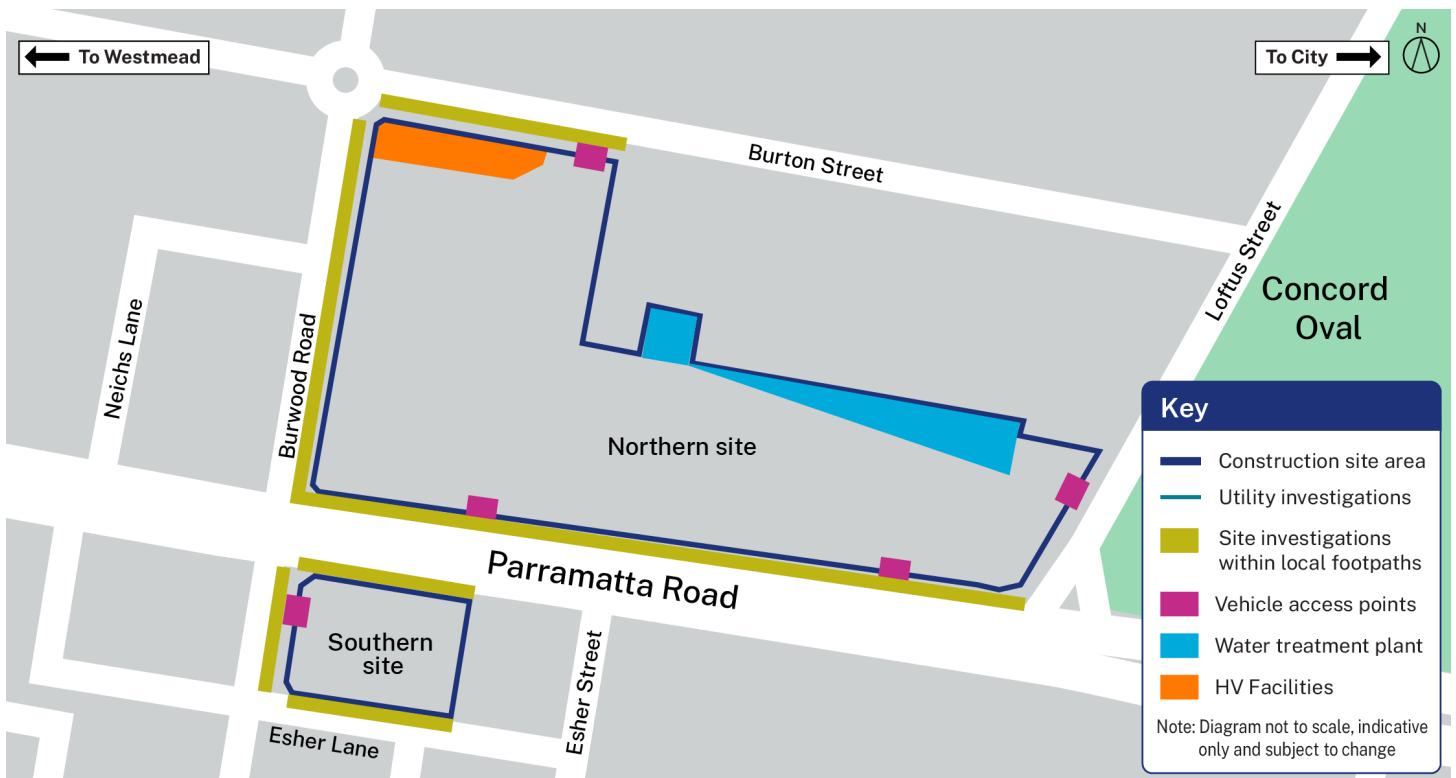 To Westmead
To City
N
Burton Street
Loftus Street
Concord
Oval
Neichs Lane
Burwood Road
Northern site
Parramatta Road
Southern
site
Esher Street
Esher Lane
Key
Construction site area
Utility investigations
Site investigations
within local footpaths
Vehicle access points
Water treatment plant
HV Facilities
Note: Diagram not to scale, indicative
only and subject to change